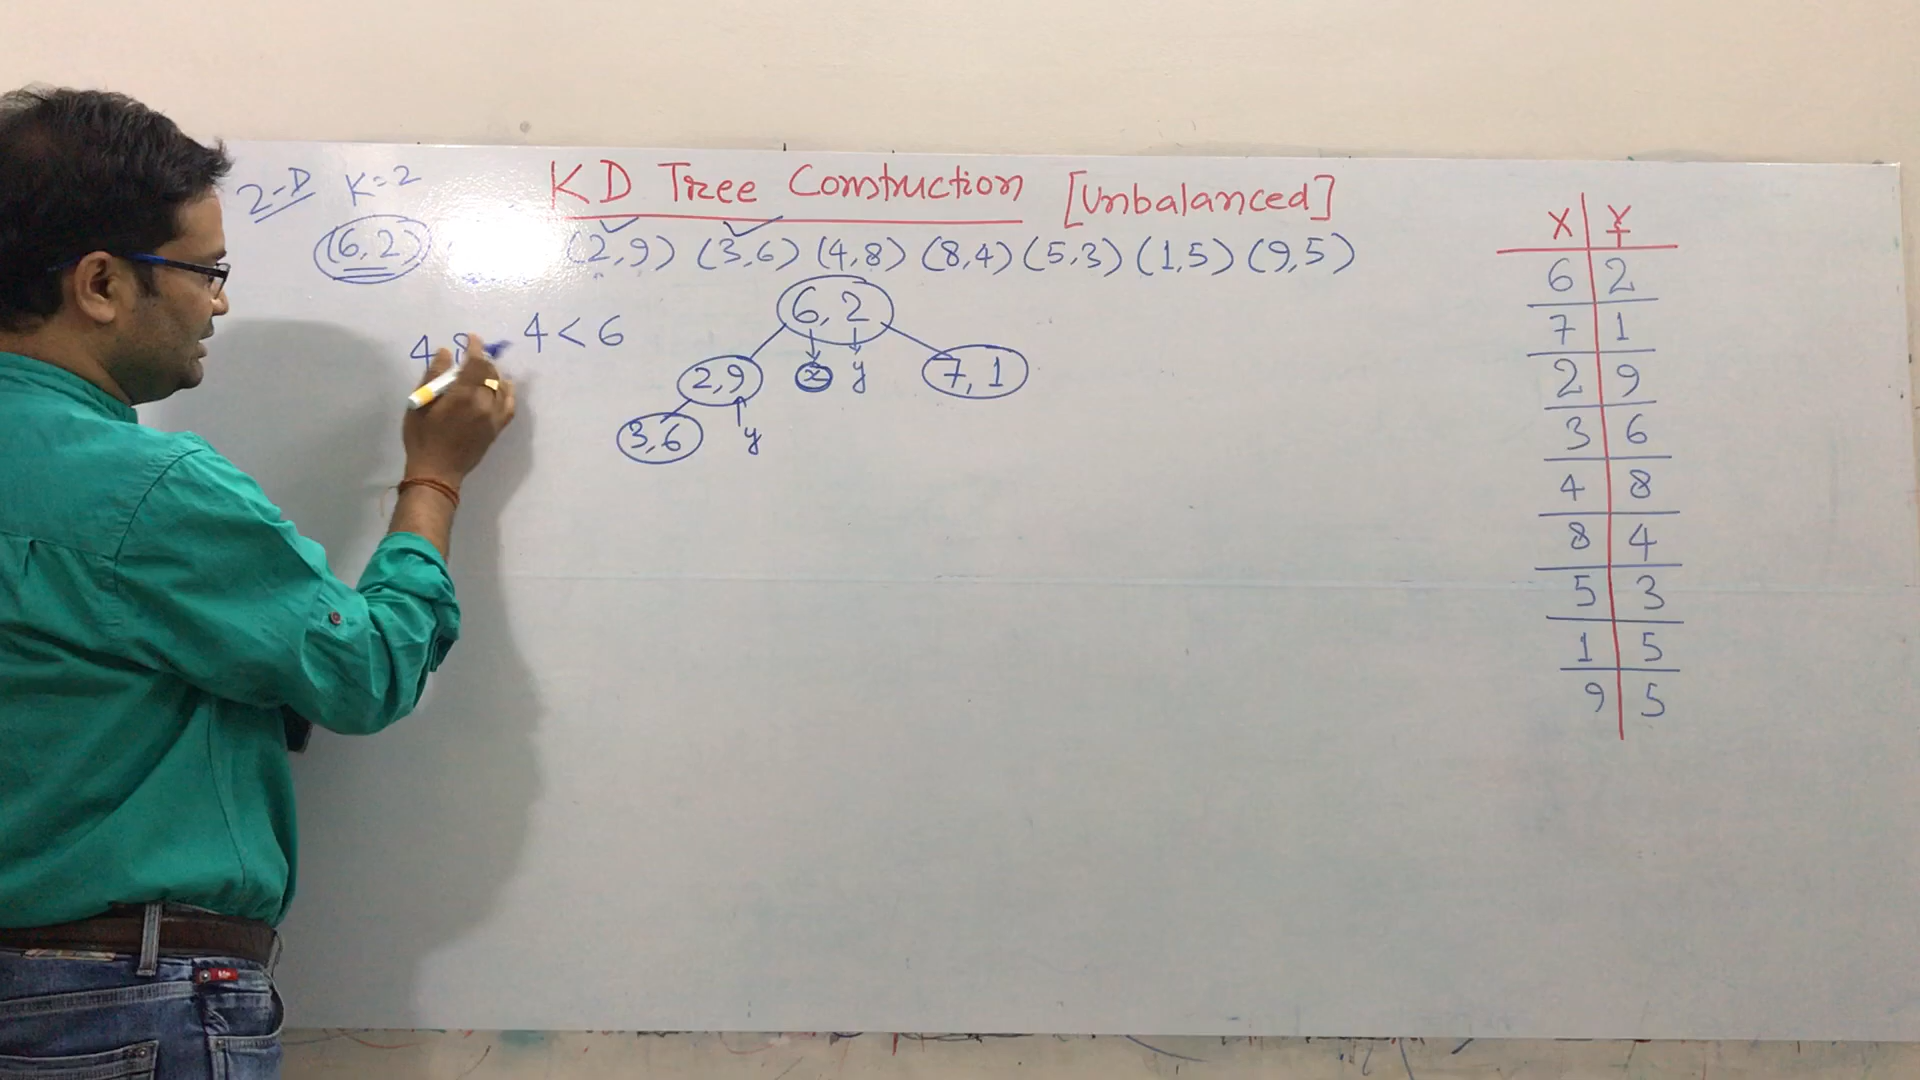 2-D K=2
KD Tree Construction [Unbalanced]
(6,2) (2,9) (3,6) (4,8) (8,4) (5,3) (1,5) (9,5)
4 8 4 < 6
6, 2
2,9 x y 7, 1
3,6 y
X Y
6 2
7 1
2 9
3 6
4 8
8 4
5 3
1 5
9 5